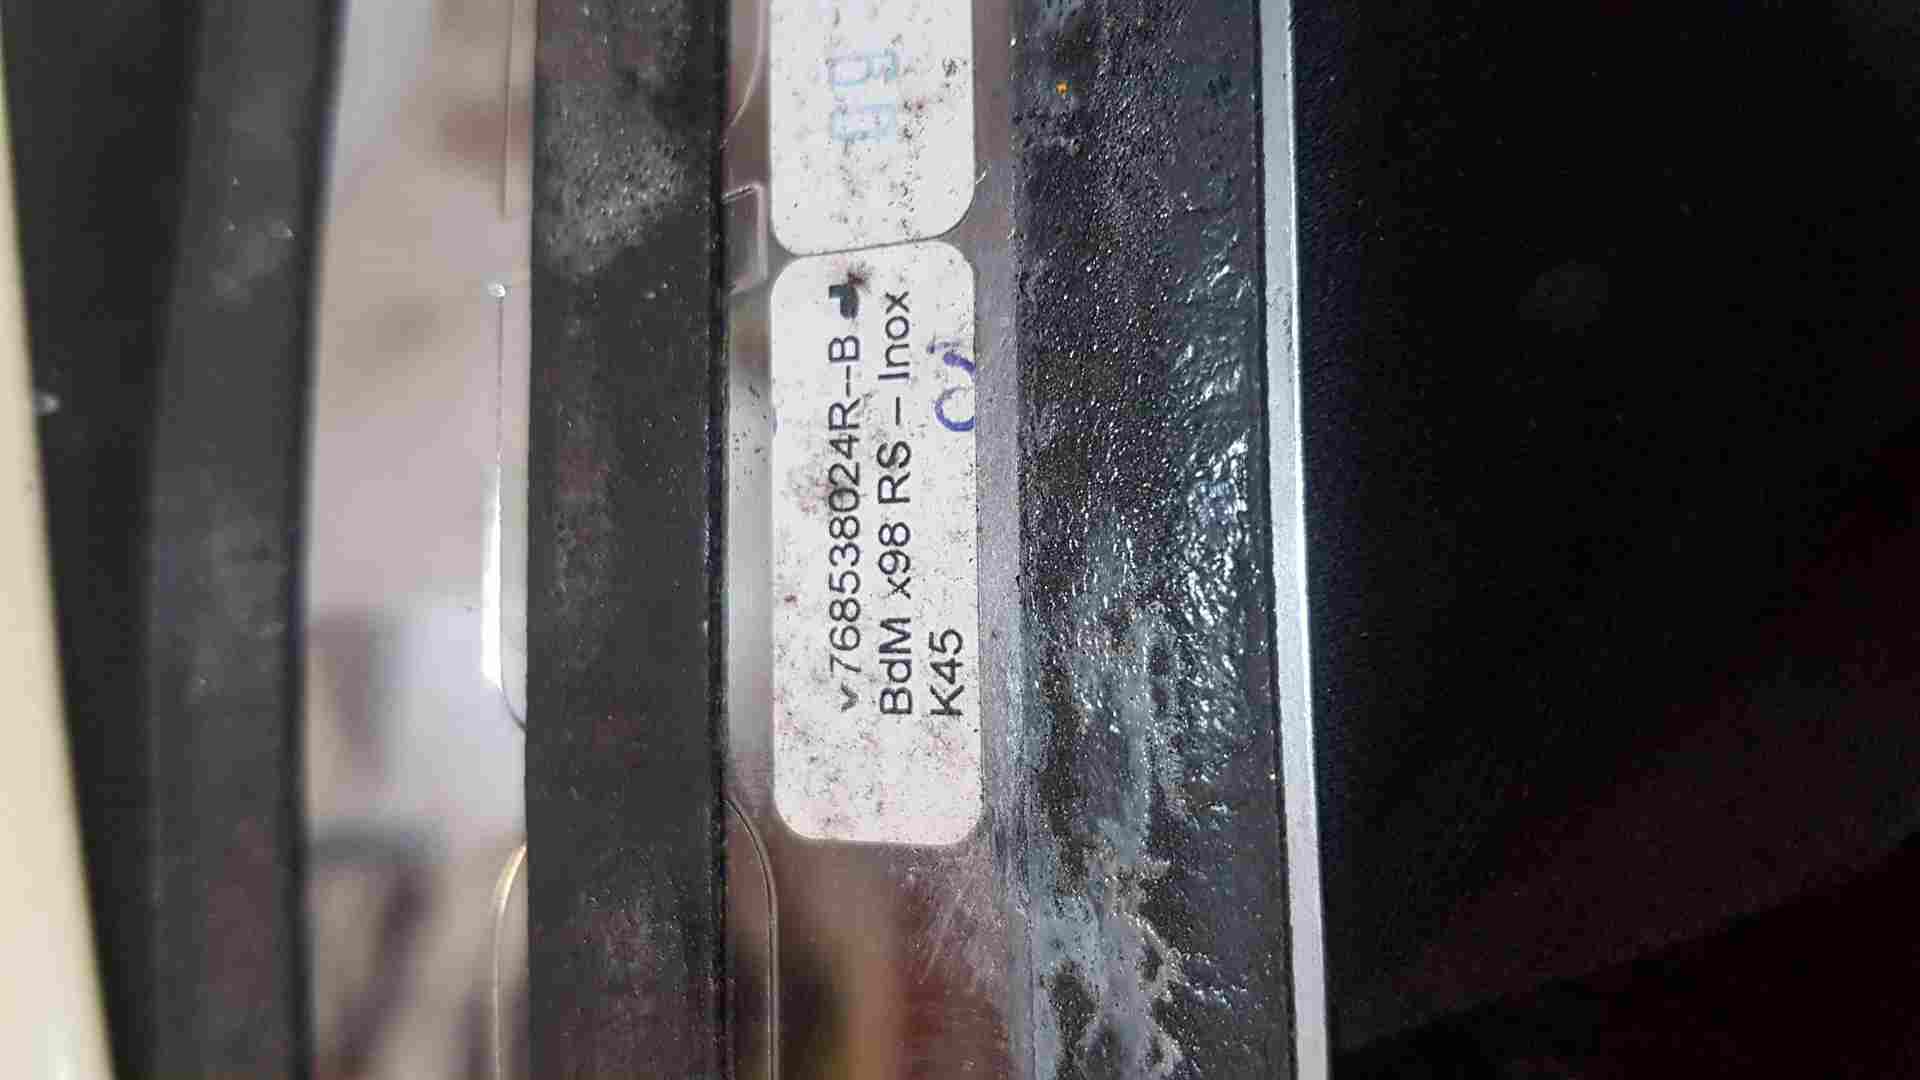 768538024R--B
BdM x98 RS – Inox
K45